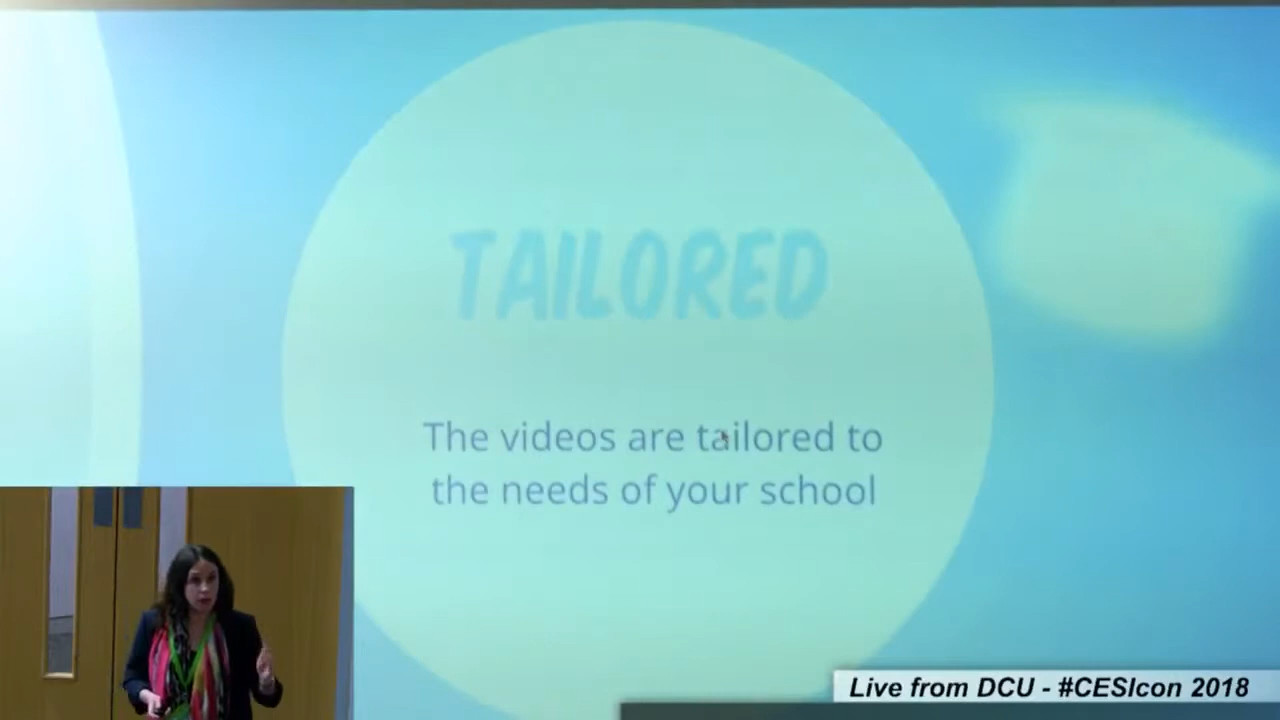 TAILORED
The videos are tailored to
the needs of your school
Live from DCU - #CESIcon 2018